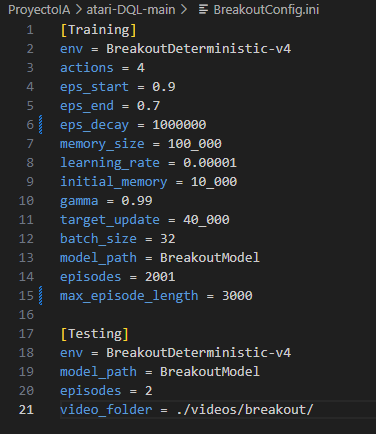 ProyectoIA > atari-DQL-main > BreakoutConfig.ini
1 [Training]
2 env = BreakoutDeterministic-v4
3 actions = 4
4 eps_start = 0.9
5 eps_end = 0.7
6 eps_decay = 1000000
7 memory_size = 100_000
8 learning_rate = 0.00001
9 initial_memory = 10_000
10 gamma = 0.99
11 target_update = 40_000
12 batch_size = 32
13 model_path = BreakoutModel
14 episodes = 2001
15 max_episode_length = 3000
16
17 [Testing]
18 env = BreakoutDeterministic-v4
19 model_path = BreakoutModel
20 episodes = 2
21 video_folder = ./videos/breakout/